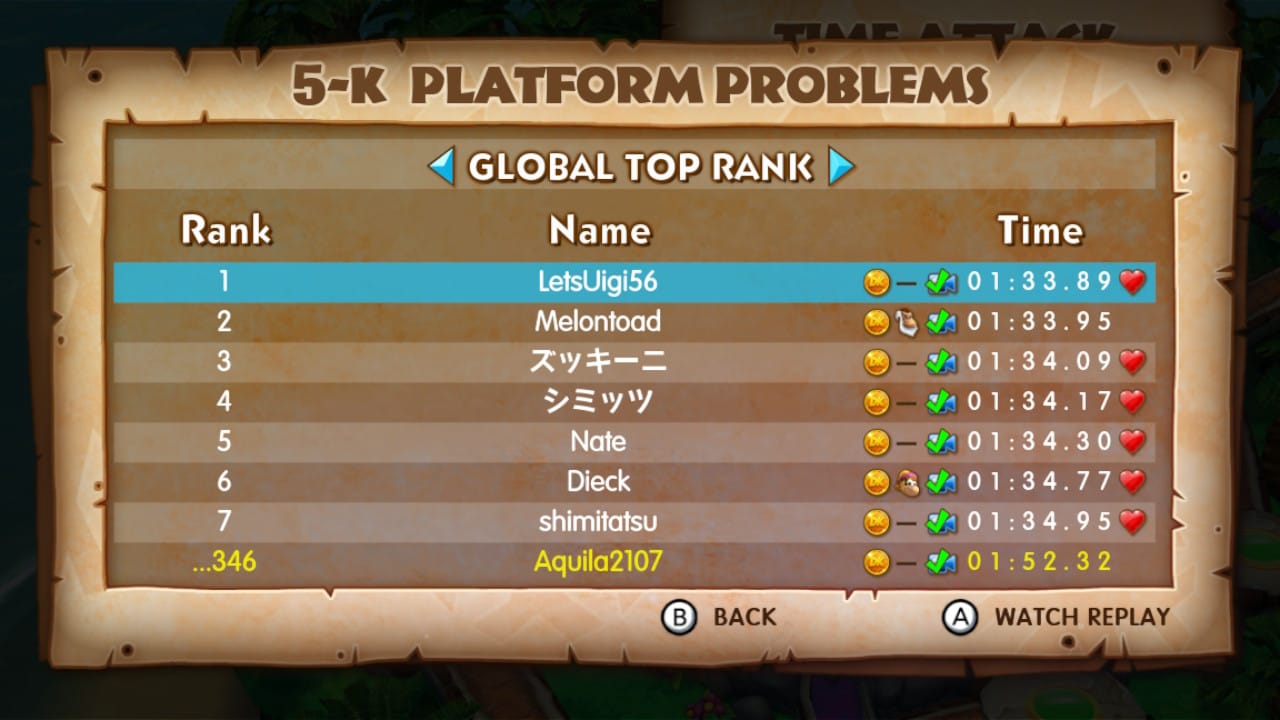 TIME ATTACK
5-K PLATFORM PROBLEMS
GLOBAL TOP RANK
Rank Name Time
1 LetsUigi56 01:33.89
2 Melontoad 01:33.95
3 ズッキーニ 01:34.09
4 シミッツ 01:34.17
5 Nate 01:34.30
6 Dieck 01:34.77
7 shimitatsu 01:34.95
...346 Aquila2107 01:52.32
B BACK A WATCH REPLAY